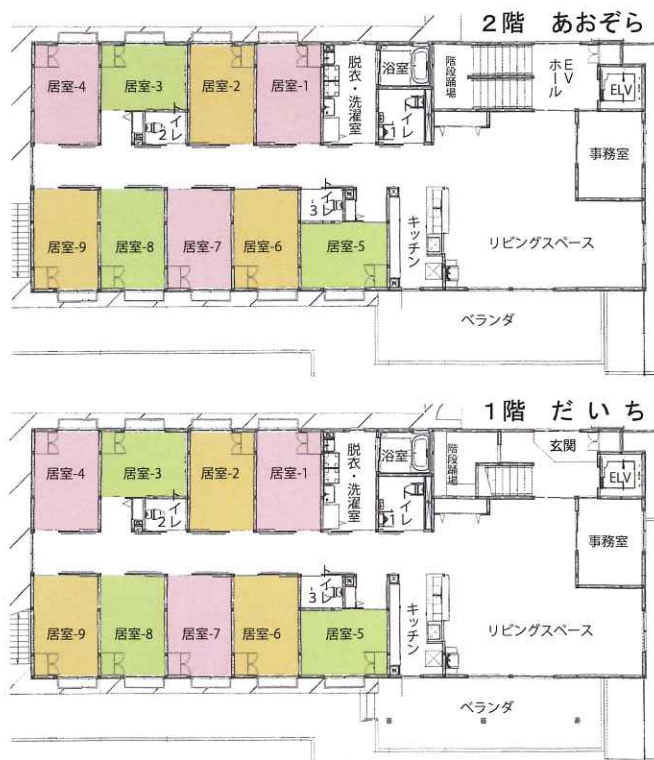 2階 あおぞら
居室-4
居室-3
居室-2
居室-1
脱衣・洗濯室
浴室
階段踊場
EV
ホール
ELV
トイレ
-2
トイレ
-1
事務室
居室-9
居室-8
居室-7
居室-6
トイレ
-3
居室-5
キッチン
リビングスペース
ベランダ
1階 だいち
居室-4
居室-3
居室-2
居室-1
脱衣・洗濯室
浴室
階段踊場
玄関
ELV
トイレ
-2
トイレ
-1
事務室
居室-9
居室-8
居室-7
居室-6
トイレ
-3
居室-5
キッチン
リビングスペース
ベランダ